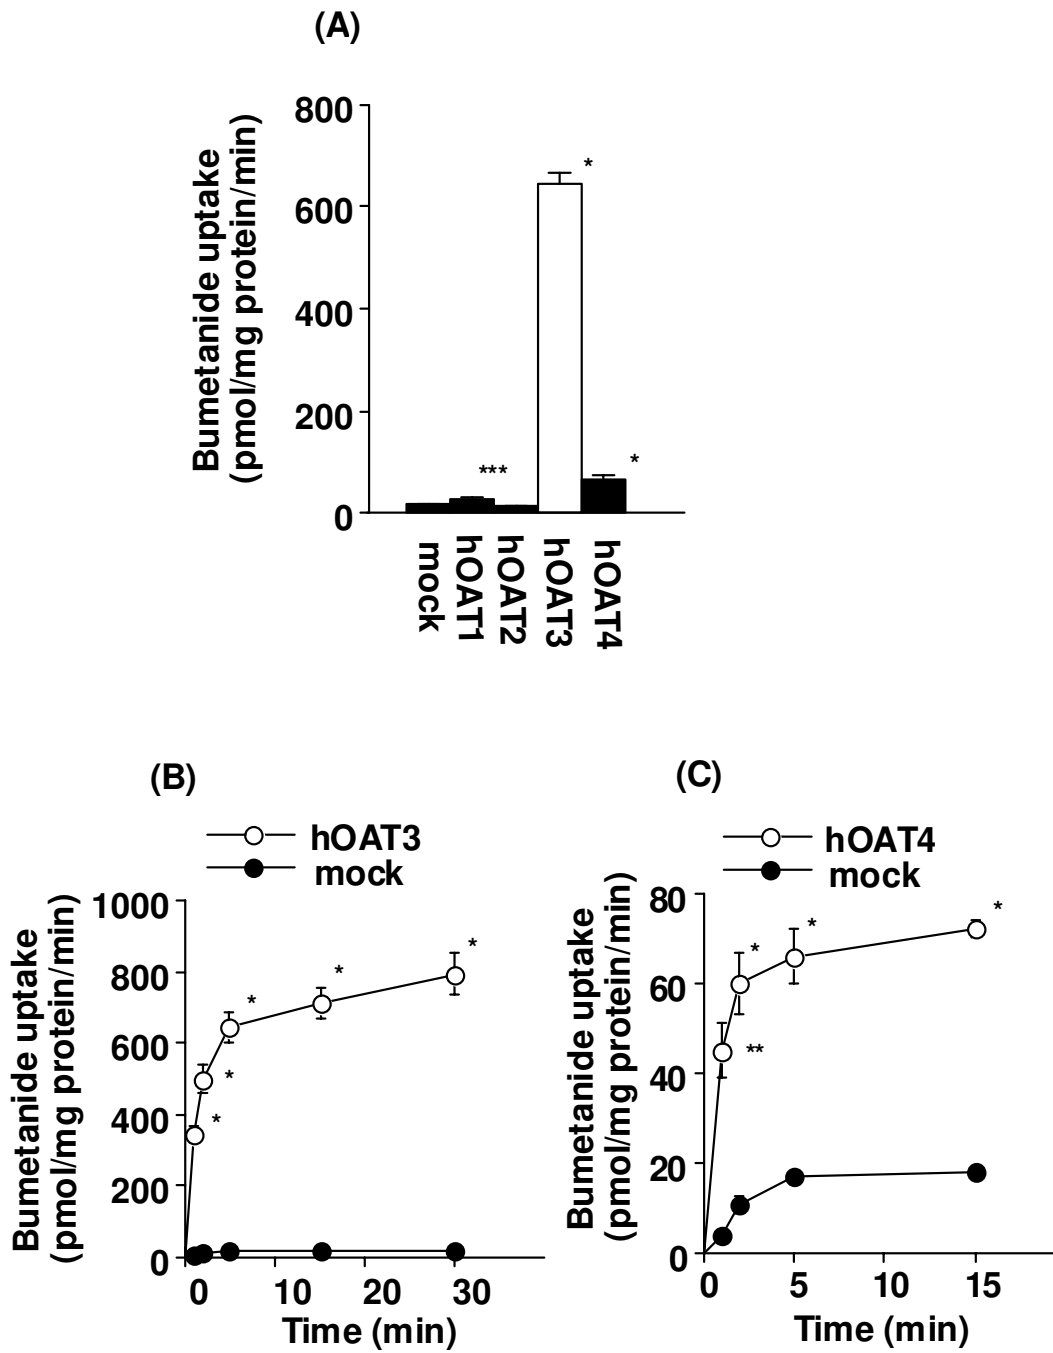 (A)
Bumetanide uptake
(pmol/mg protein/min)
800
600
400
200
0
*
***
*
mock
hOAT1
hOAT2
hOAT3
hOAT4
(B)
hOAT3
mock
Bumetanide uptake
(pmol/mg protein/min)
1000
800
600
400
200
0
*
*
*
*
*
0 10 20 30
Time (min)
(C)
hOAT4
mock
Bumetanide uptake
(pmol/mg protein/min)
80
60
40
20
0
*
*
*
**
0 5 10 15
Time (min)